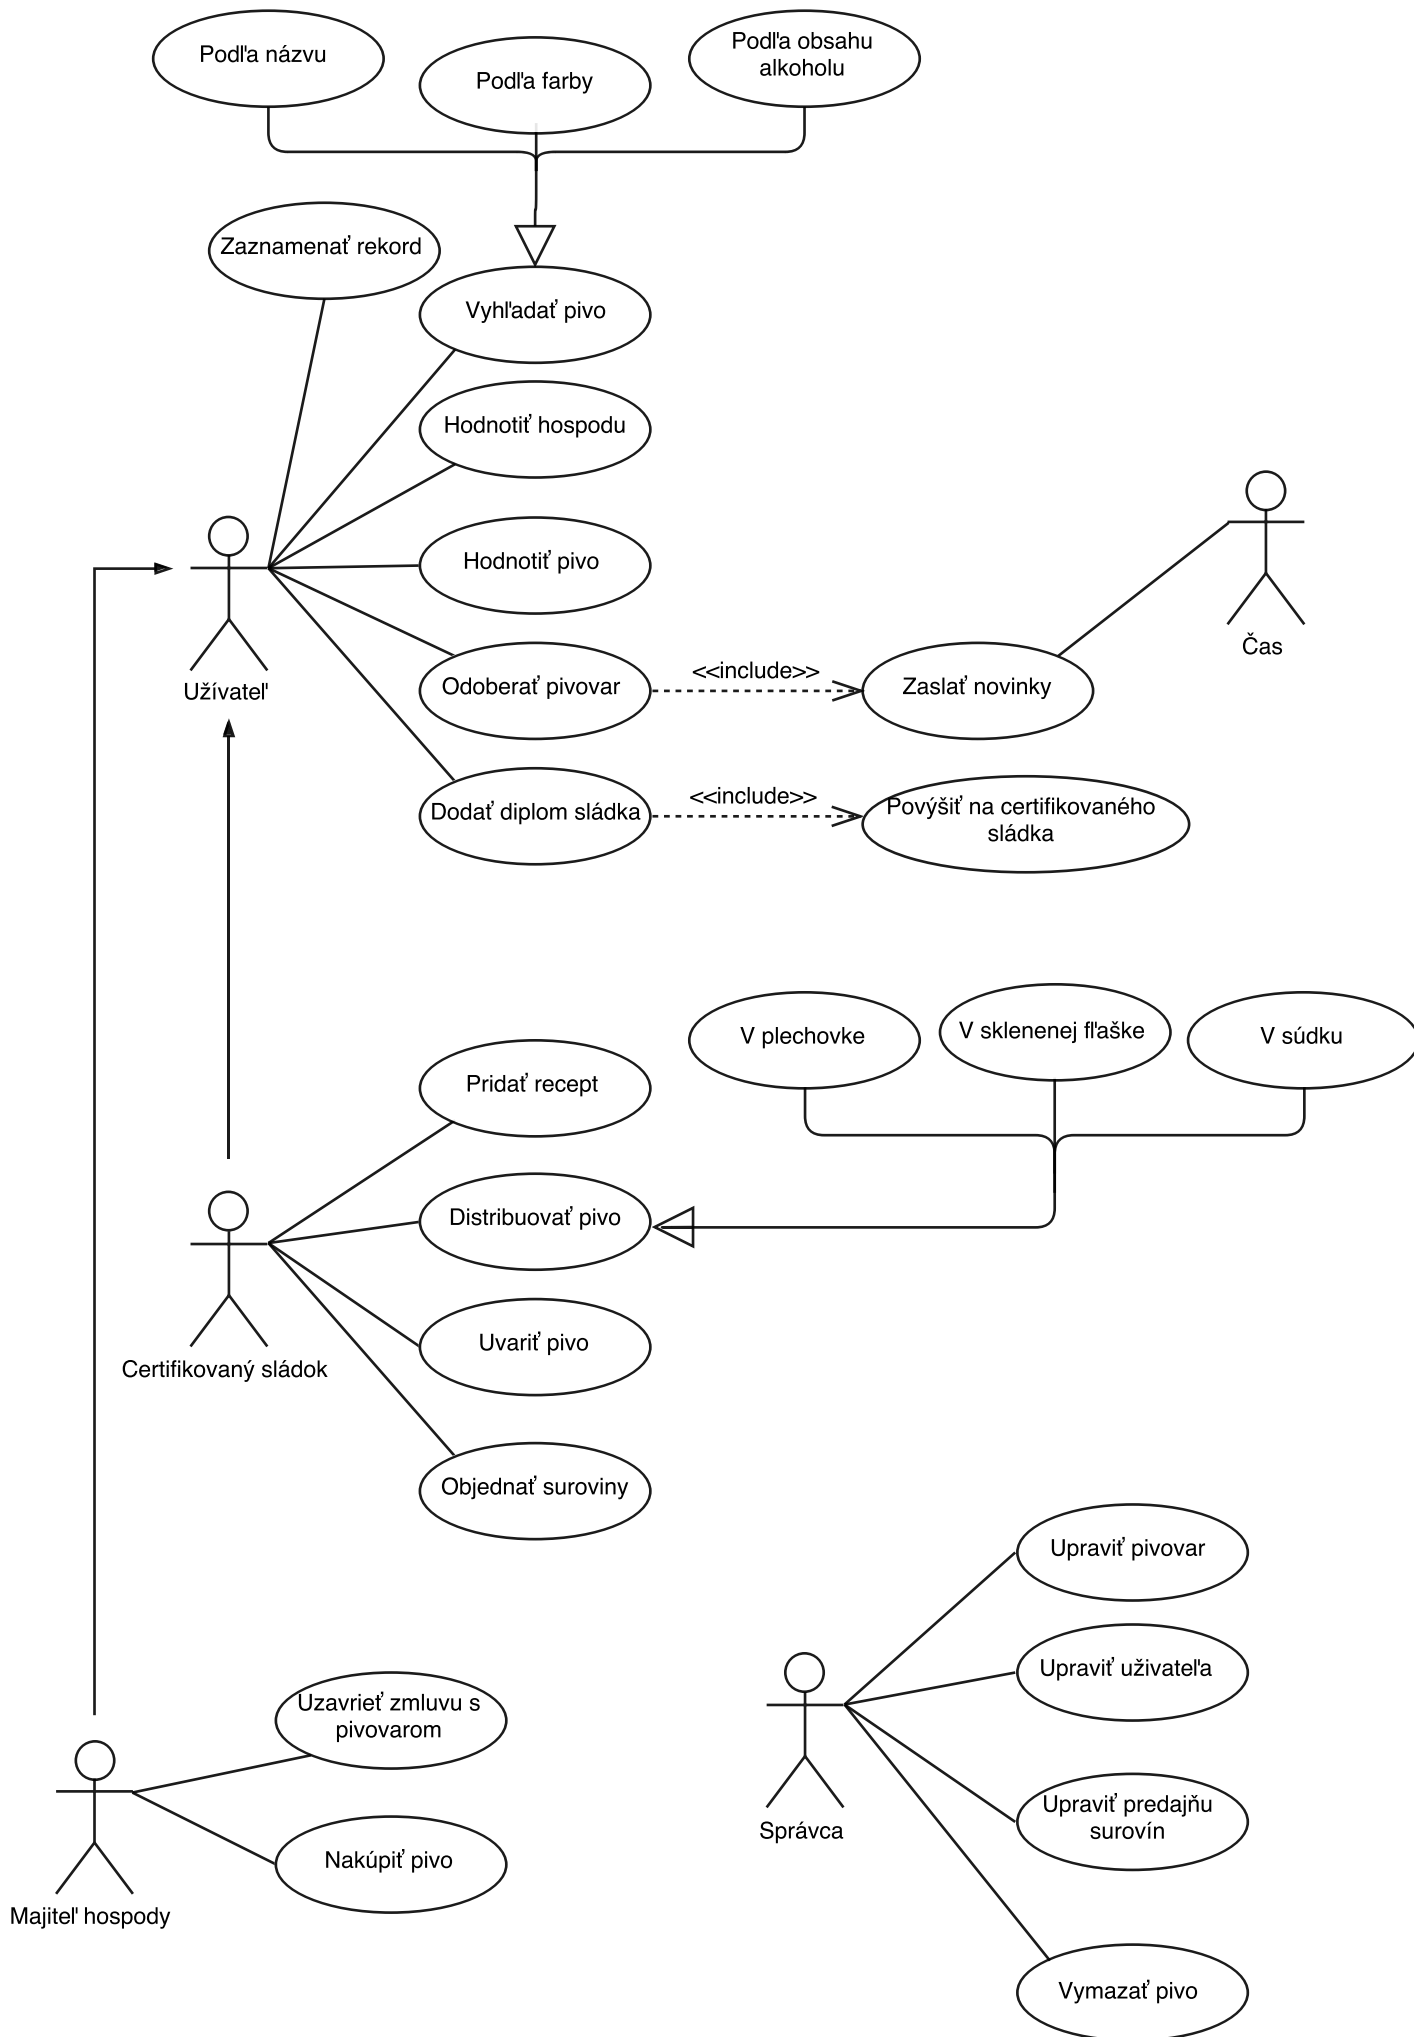 Podľa názvu
Podľa farby
Podľa obsahu
alkoholu
Zaznamenať rekord
Vyhľadať pivo
Hodnotiť hospodu
Hodnotiť pivo
Užívateľ
Čas
Odoberať pivovar
<<include>>
Zaslať novinky
Dodať diplom sládka
<<include>>
Povýšiť na certifikovaného
sládka
V plechovke
V sklenenej fľaške
V súdku
Pridať recept
Distribuovať pivo
Uvariť pivo
Certifikovaný sládok
Objednať suroviny
Upraviť pivovar
Upraviť uživateľa
Uzavrieť zmluvu s
pivovarom
Upraviť predajňu
surovín
Správca
Nakúpiť pivo
Majiteľ hospody
Vymazať pivo